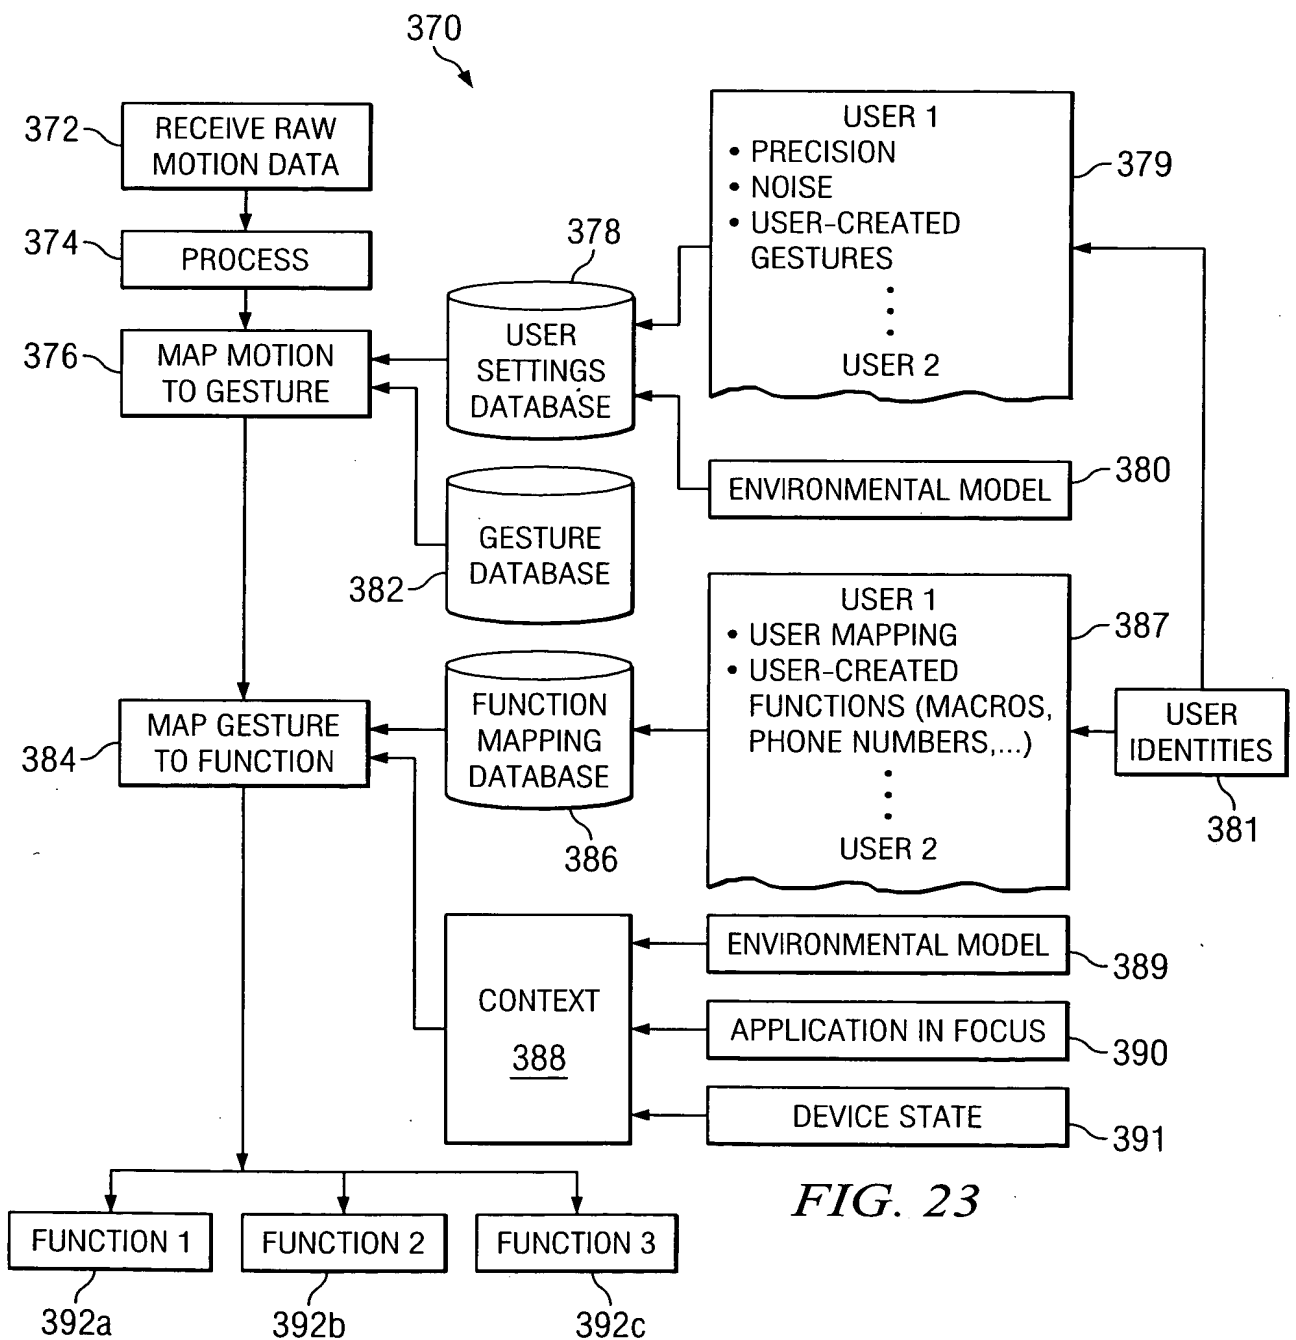 370
372
RECEIVE RAW
MOTION DATA
374
PROCESS
376
MAP MOTION
TO GESTURE
378
USER
SETTINGS
DATABASE
USER 1
• PRECISION
• NOISE
• USER-CREATED
GESTURES
USER 2
379
ENVIRONMENTAL MODEL
380
GESTURE
DATABASE
382
384
MAP GESTURE
TO FUNCTION
FUNCTION
MAPPING
DATABASE
386
USER 1
• USER MAPPING
• USER-CREATED
FUNCTIONS (MACROS,
PHONE NUMBERS,...)
USER 2
387
USER
IDENTITIES
381
CONTEXT
388
ENVIRONMENTAL MODEL
389
APPLICATION IN FOCUS
390
DEVICE STATE
391
FUNCTION 1
392a
FUNCTION 2
392b
FUNCTION 3
392c
FIG. 23